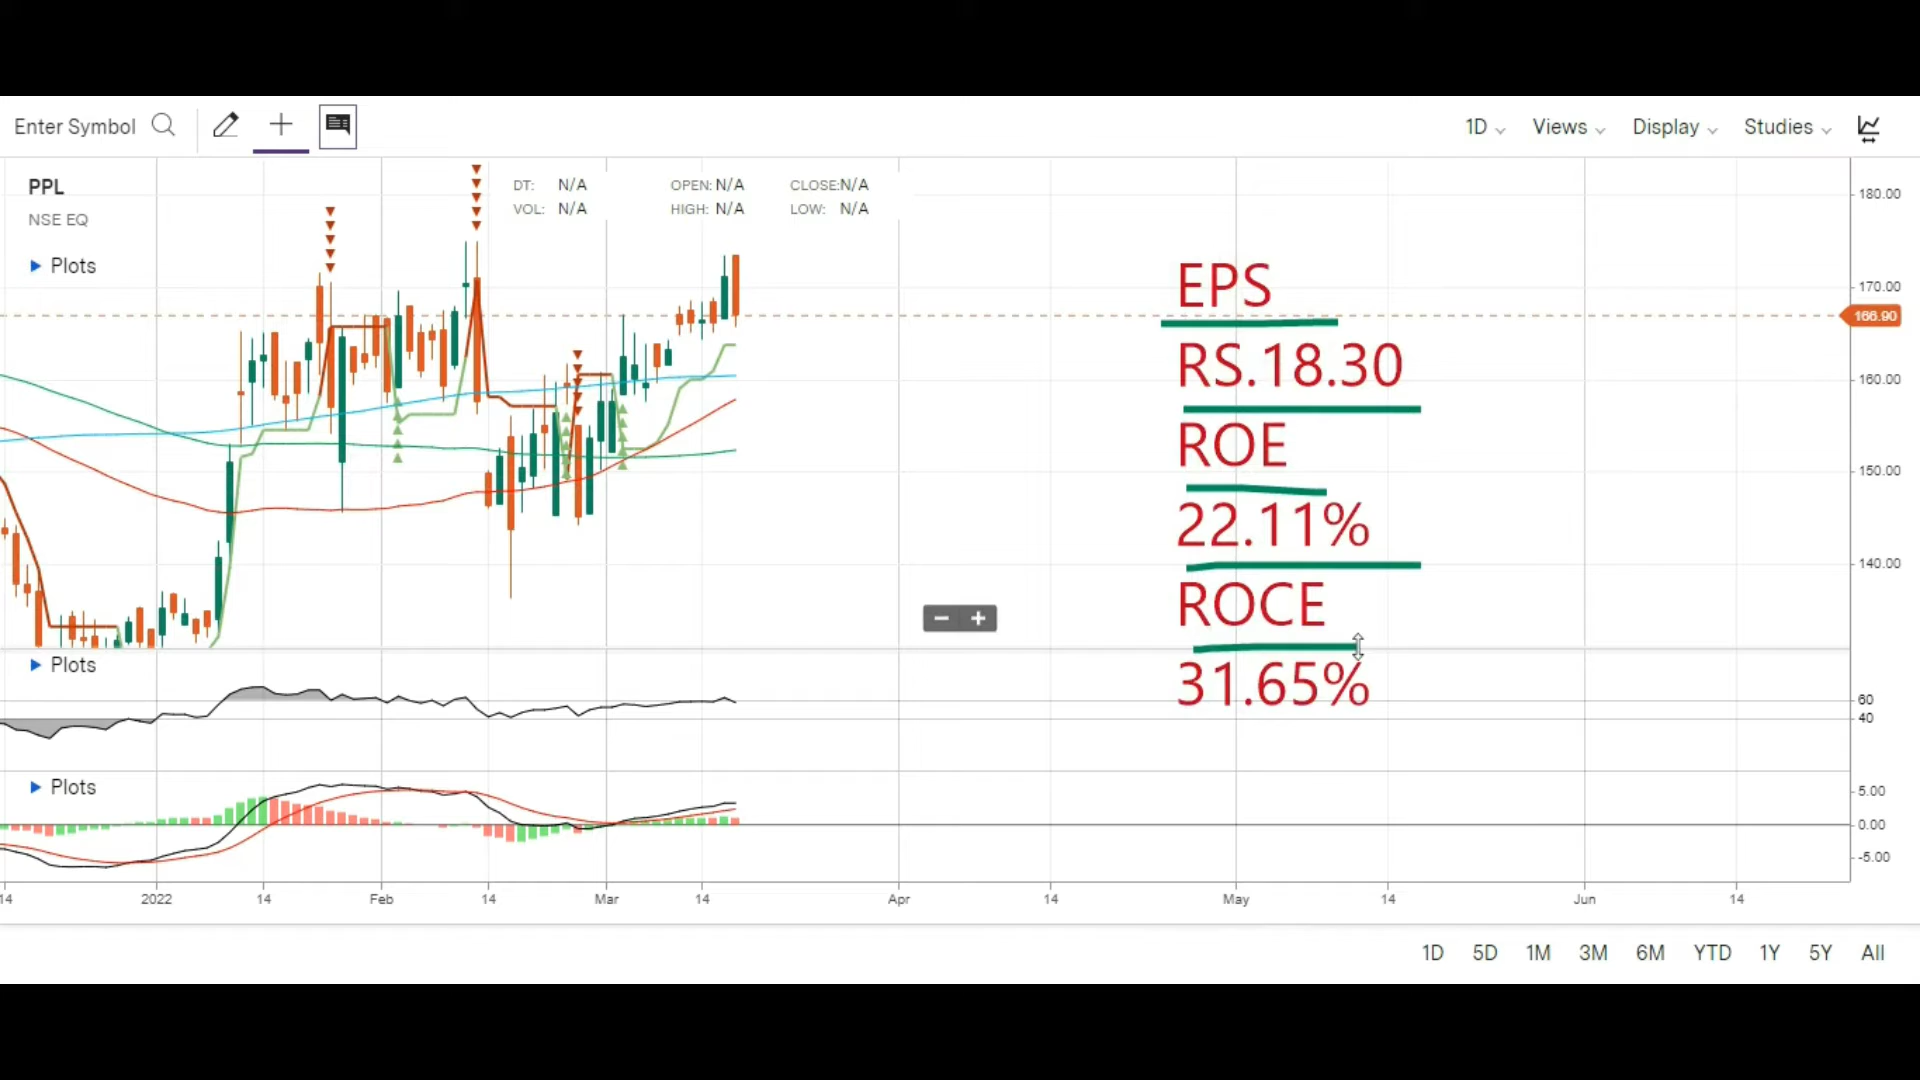 Enter Symbol
1D Views Display Studies
PPL
NSE EQ
Plots
DT: N/A OPEN: N/A CLOSE:N/A
VOL: N/A HIGH: N/A LOW: N/A
180.00
170.00
166.90
160.00
150.00
140.00
EPS
RS.18.30
ROE
22.11%
ROCE
31.65%
Plots
60
40
Plots
5.00
0.00
-5.00
14 2022 14 Feb 14 Mar 14 Apr 14 May 14 Jun 14
1D 5D 1M 3M 6M YTD 1Y 5Y All